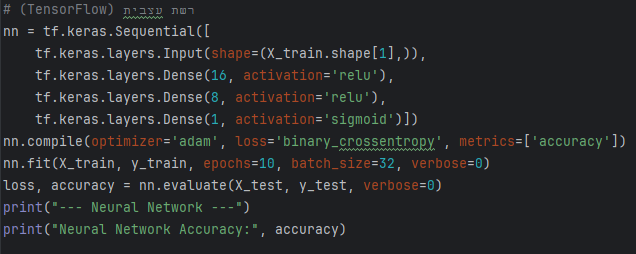 # (TensorFlow) רשת עצבית
nn = tf.keras.Sequential([
    tf.keras.layers.Input(shape=(X_train.shape[1],)),
    tf.keras.layers.Dense(16, activation='relu'),
    tf.keras.layers.Dense(8, activation='relu'),
    tf.keras.layers.Dense(1, activation='sigmoid')])
nn.compile(optimizer='adam', loss='binary_crossentropy', metrics=['accuracy'])
nn.fit(X_train, y_train, epochs=10, batch_size=32, verbose=0)
loss, accuracy = nn.evaluate(X_test, y_test, verbose=0)
print("--- Neural Network ---")
print("Neural Network Accuracy:", accuracy)